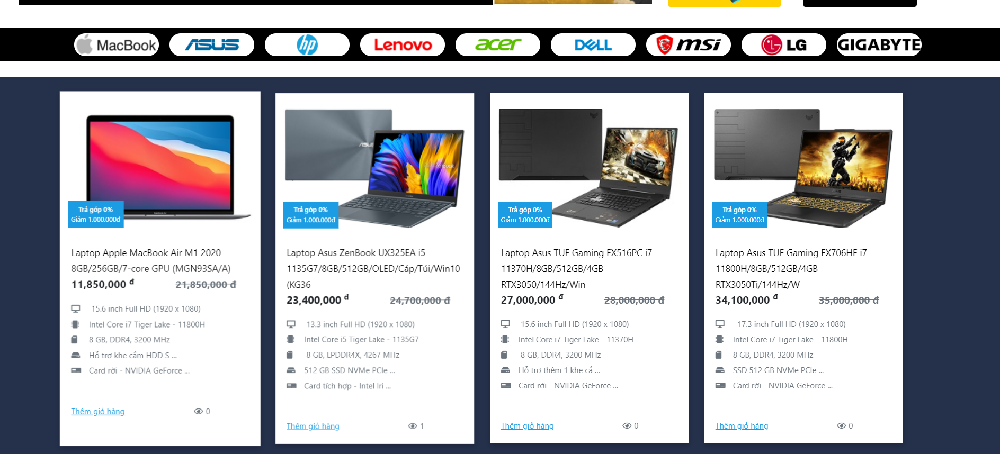 MacBook
ASUS
hp
Lenovo
acer
DELL
msi
LG
GIGABYTE
Trả góp 0%
Giảm 1.000.000đ
Laptop Apple MacBook Air M1 2020
8GB/256GB/7-core GPU (MGN93SA/A)
11,850,000 đ
21,850,000 đ
15.6 inch Full HD (1920 x 1080)
Intel Core i7 Tiger Lake - 11800H
8 GB, DDR4, 3200 MHz
Hỗ trợ khe cắm HDD S ...
Card rời - NVIDIA GeForce ...
Thêm giỏ hàng
0
ASUS ZenBook
Trả góp 0%
Giảm 1.000.000đ
Laptop Asus ZenBook UX325EA i5
1135G7/8GB/512GB/OLED/Cáp/Túi/Win10
(KG36
23,400,000 đ
24,700,000 đ
13.3 inch Full HD (1920 x 1080)
Intel Core i5 Tiger Lake - 1135G7
8 GB, LPDDR4X, 4267 MHz
512 GB SSD NVMe PCIe ...
Card tích hợp - Intel Iri ...
Thêm giỏ hàng
1
Trả góp 0%
Giảm 1.000.000đ
Laptop Asus TUF Gaming FX516PC i7
11370H/8GB/512GB/4GB
RTX3050/144Hz/Win
27,000,000 đ
28,000,000 đ
15.6 inch Full HD (1920 x 1080)
Intel Core i7 Tiger Lake - 11370H
8 GB, DDR4, 3200 MHz
Hỗ trợ thêm 1 khe cắ ...
Card rời - NVIDIA GeForce ...
Thêm giỏ hàng
0
Trả góp 0%
Giảm 1.000.000đ
Laptop Asus TUF Gaming FX706HE i7
11800H/8GB/512GB/4GB
RTX3050Ti/144Hz/W
34,100,000 đ
35,000,000 đ
17.3 inch Full HD (1920 x 1080)
Intel Core i7 Tiger Lake - 11800H
8 GB, DDR4, 3200 MHz
SSD 512 GB NVMe PCIe ...
Card rời - NVIDIA GeForce ...
Thêm giỏ hàng
0